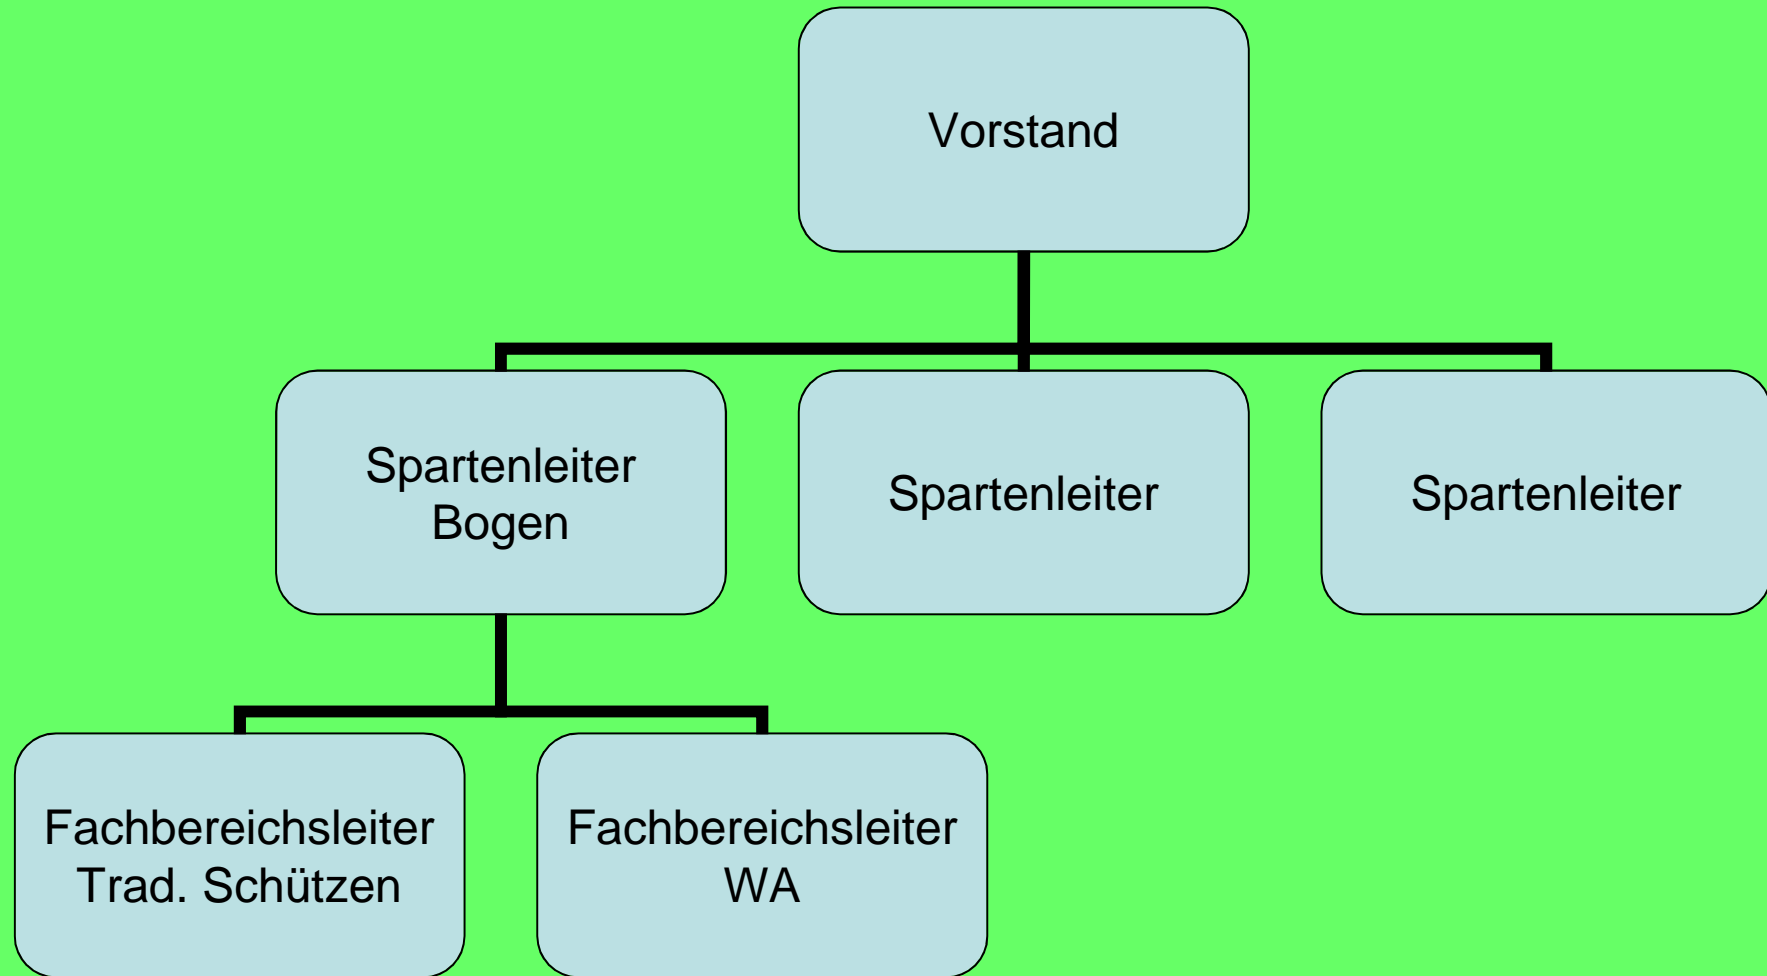 Vorstand
Spartenleiter
Bogen
Spartenleiter
Spartenleiter
Fachbereichsleiter
Trad. Schützen
Fachbereichsleiter
WA